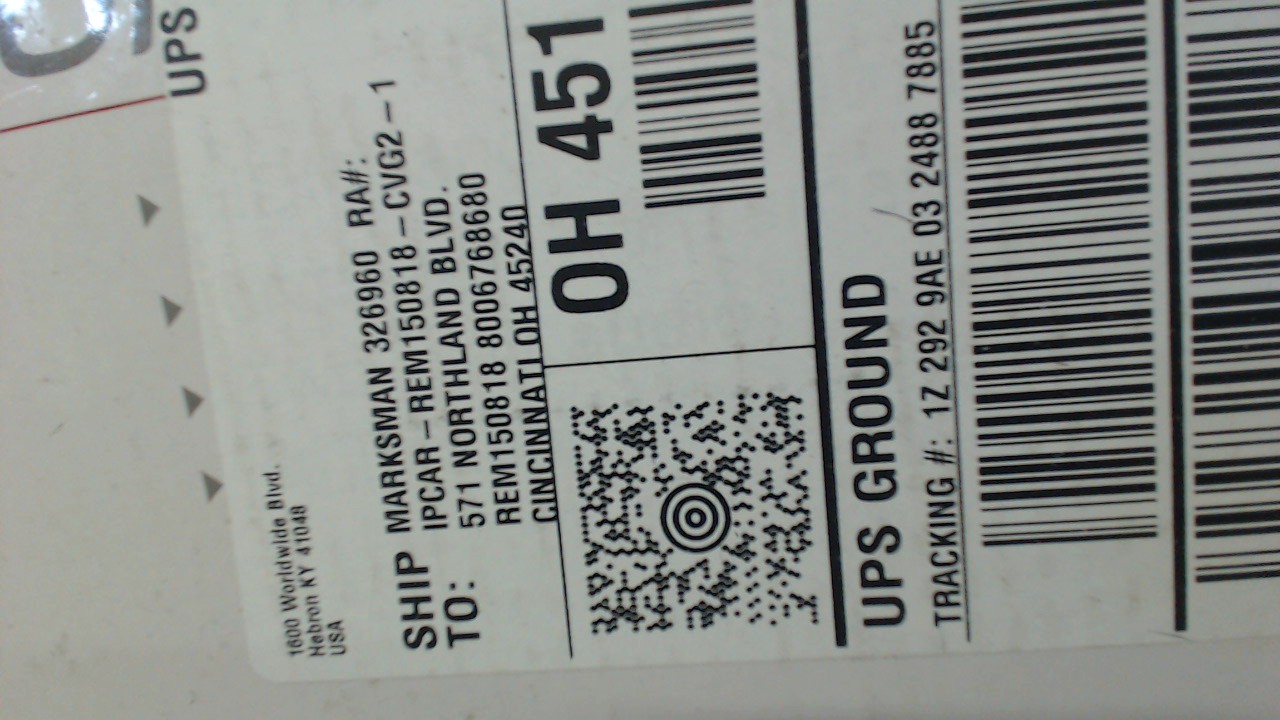 UPS
1600 Worldwide Blvd.
Hebron KY 41048
USA
SHIP
TO:
MARKSMAN 326960 RA#:
IPCAR-REM150818-CVG2-1
571 NORTHLAND BLVD.
REM150818 8006768680
CINCINNATI OH 45240
OH 451
UPS GROUND
TRACKING #: 1Z 292 9AE 03 2488 7885